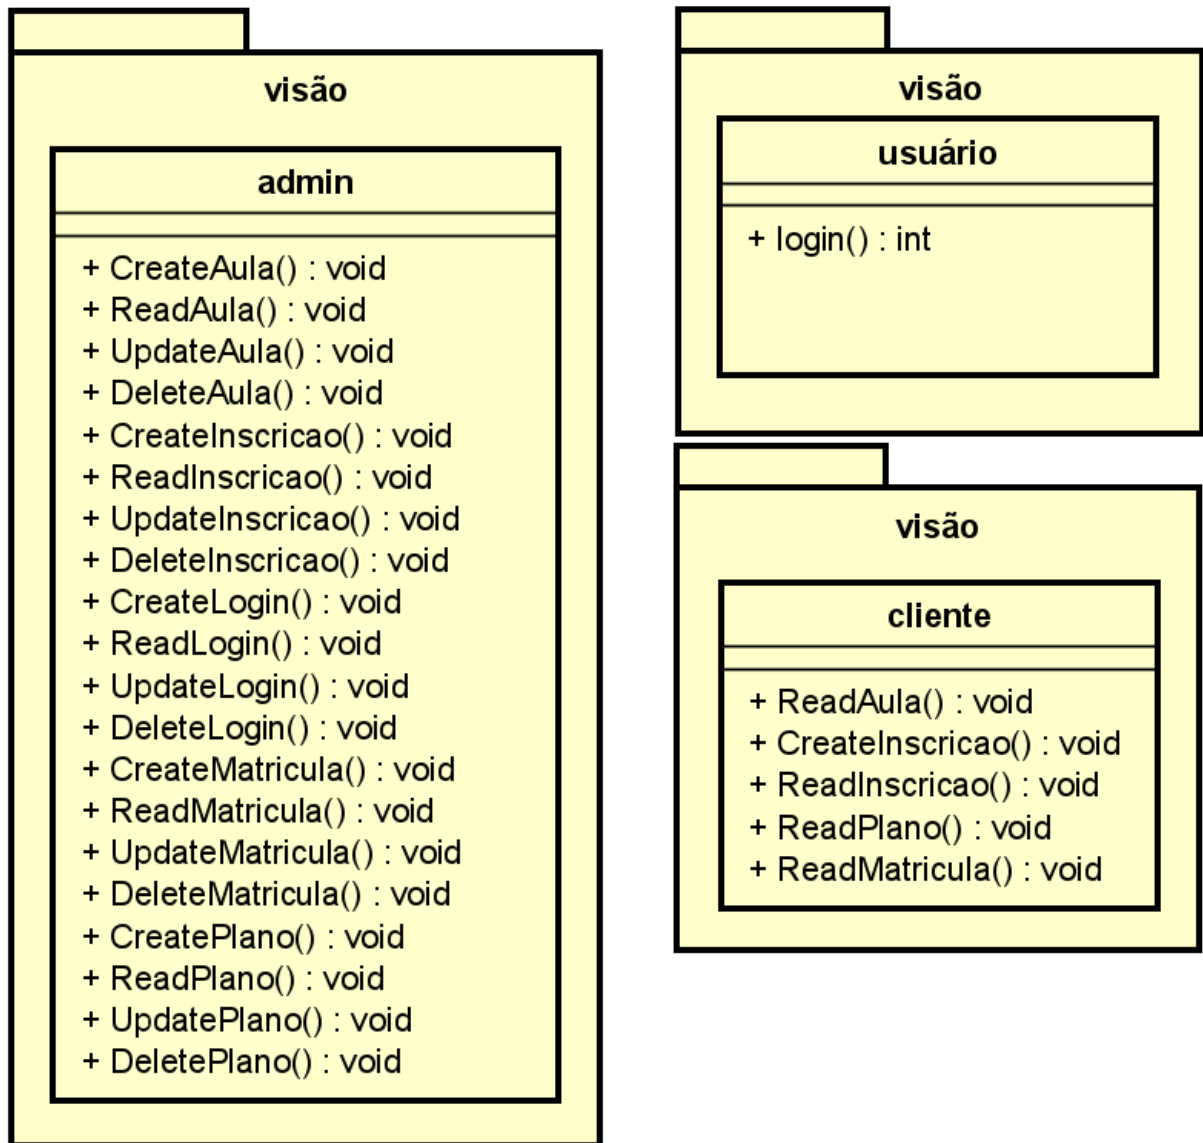 visão
admin
+ CreateAula() : void
+ ReadAula() : void
+ UpdateAula() : void
+ DeleteAula() : void
+ CreateInscricao() : void
+ ReadInscricao() : void
+ UpdateInscricao() : void
+ DeleteInscricao() : void
+ CreateLogin() : void
+ ReadLogin() : void
+ UpdateLogin() : void
+ DeleteLogin() : void
+ CreateMatricula() : void
+ ReadMatricula() : void
+ UpdateMatricula() : void
+ DeleteMatricula() : void
+ CreatePlano() : void
+ ReadPlano() : void
+ UpdatePlano() : void
+ DeletePlano() : void
visão
usuário
+ login() : int
visão
cliente
+ ReadAula() : void
+ CreateInscricao() : void
+ ReadInscricao() : void
+ ReadPlano() : void
+ ReadMatricula() : void